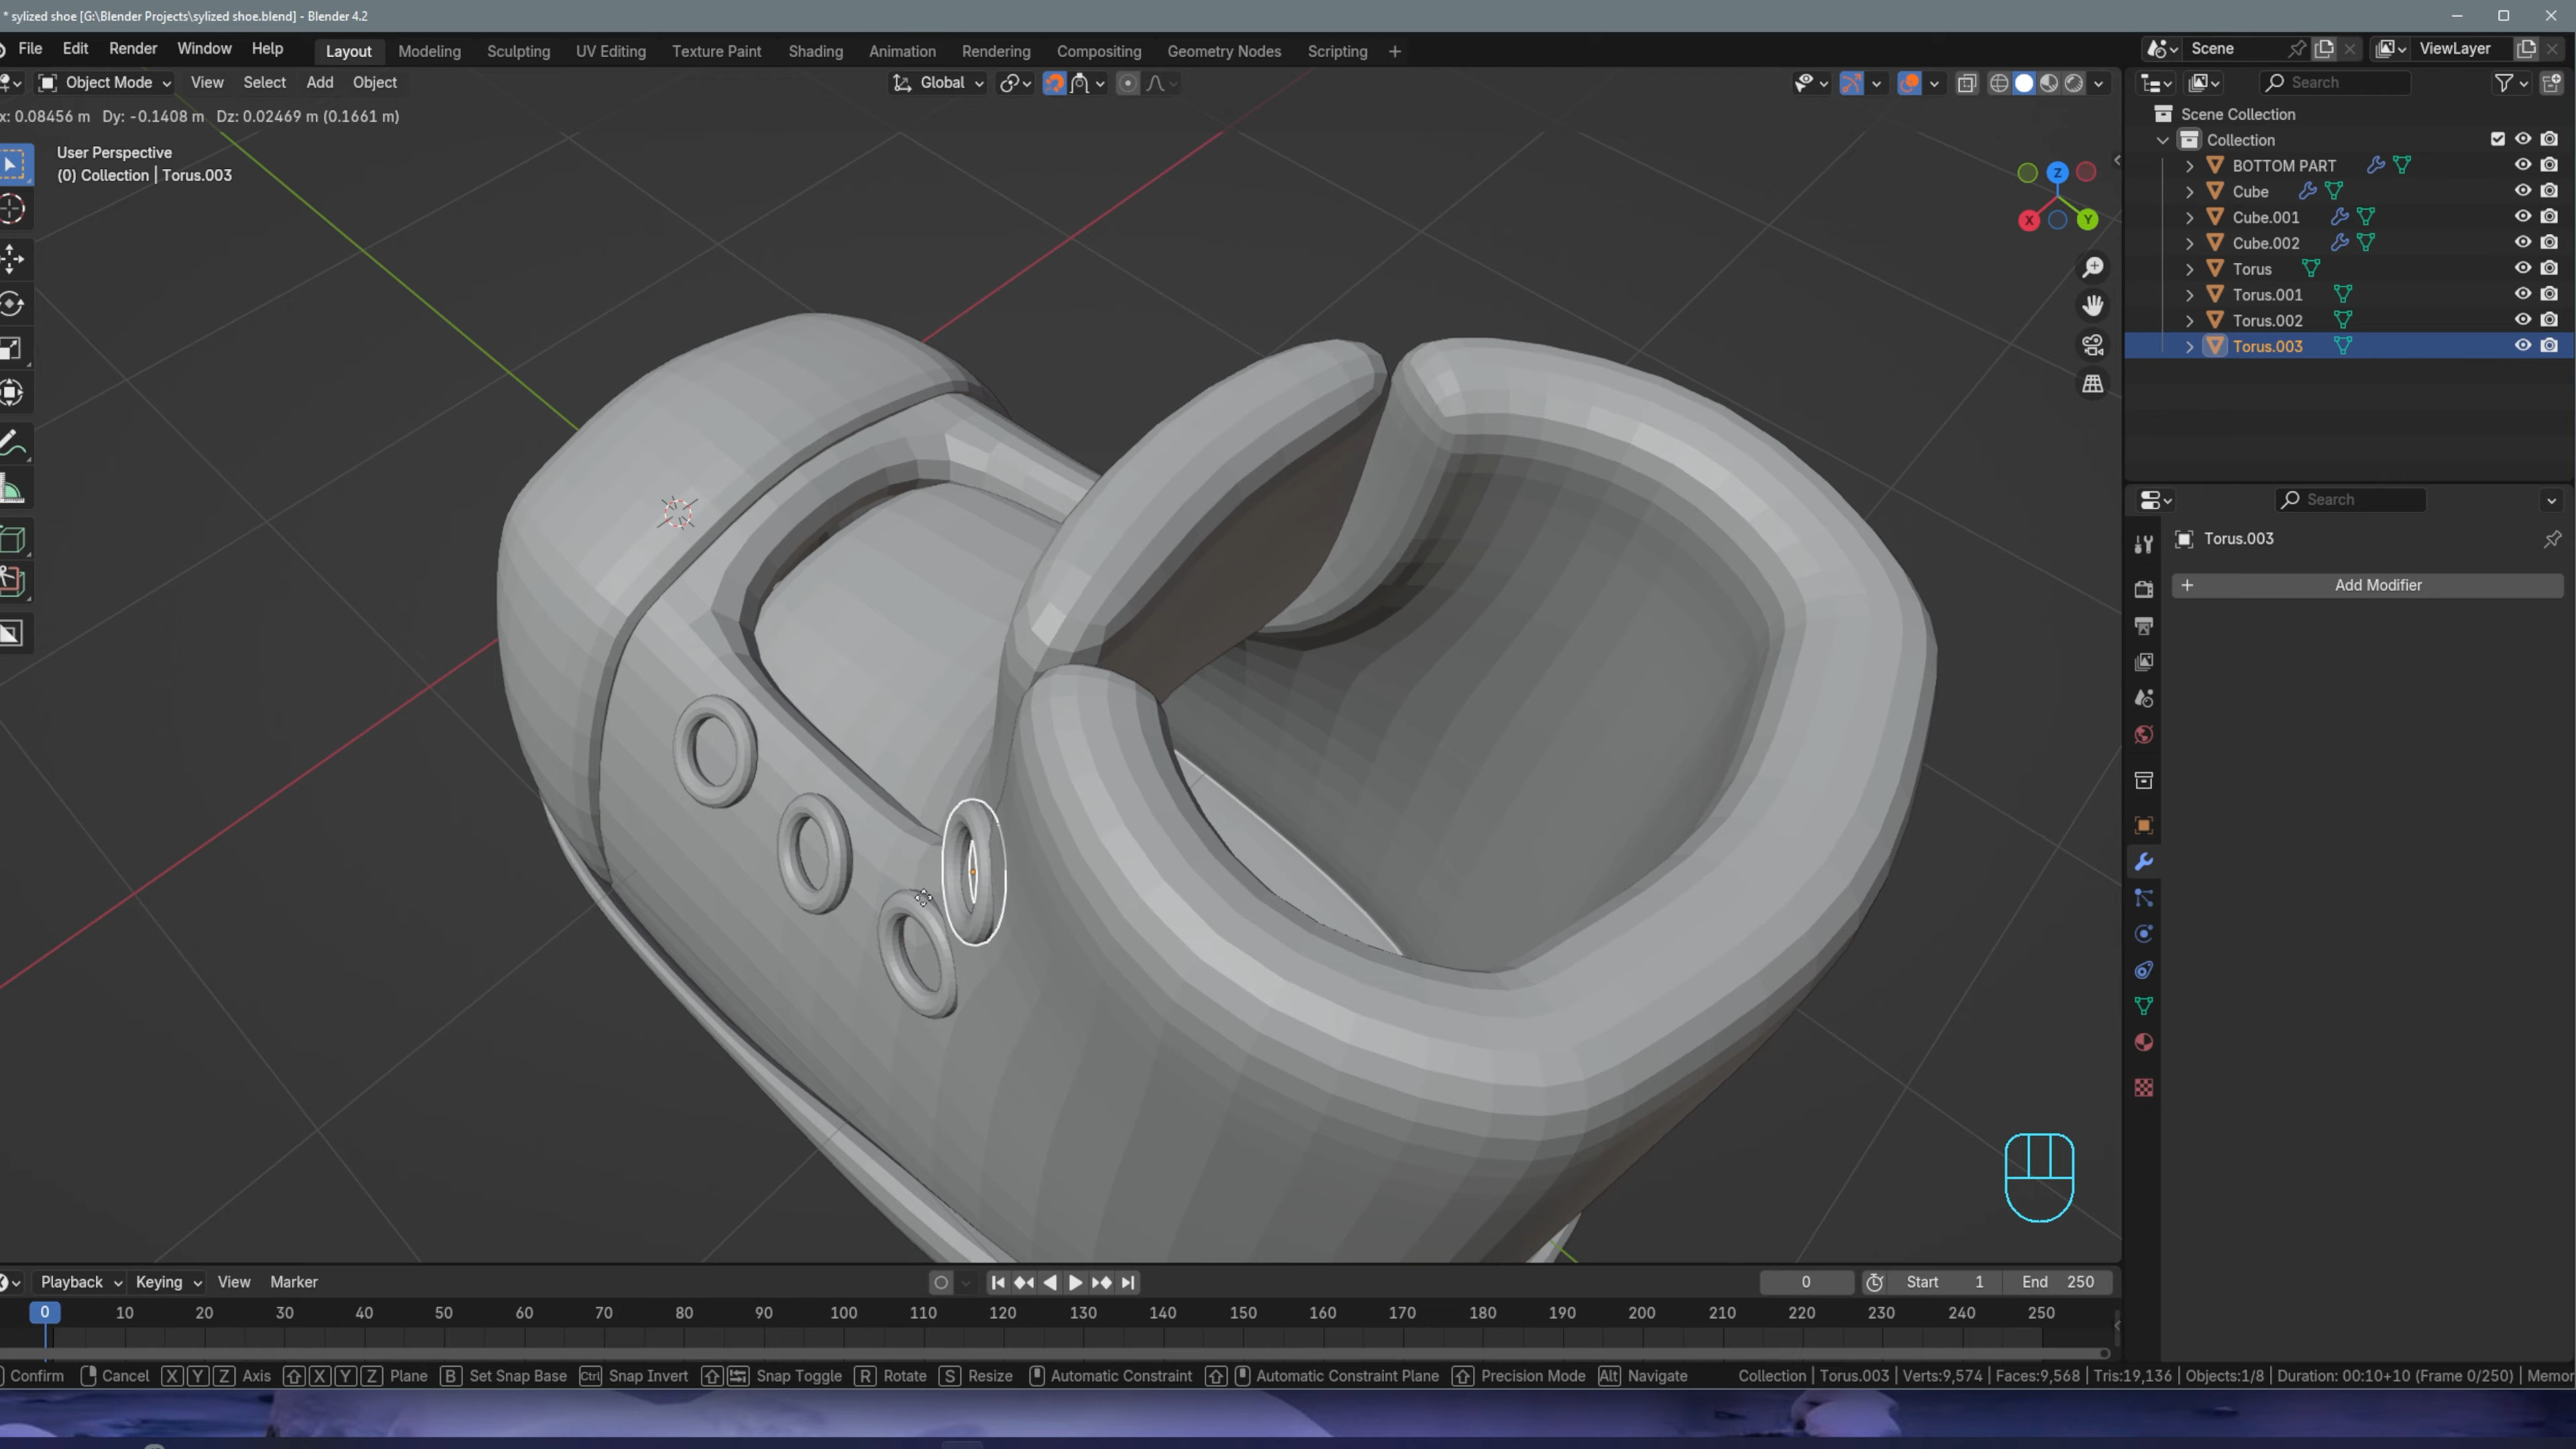 * sylized shoe [G:\Blender Projects\sylized shoe.blend] - Blender 4.2
File Edit Render Window Help Layout Modeling Sculpting UV Editing Texture Paint Shading Animation Rendering Compositing Geometry Nodes Scripting + Scene ViewLayer
Object Mode View Select Add Object Global Search
x: 0.08456 m Dy: -0.1408 m Dz: 0.02469 m (0.1661 m)
Scene Collection
Collection
User Perspective
(0) Collection | Torus.003
BOTTOM PART
Cube
Cube.001
Cube.002
Torus
Torus.001
Torus.002
Torus.003
Z
X
Y
Search
Torus.003
+ Add Modifier
Playback Keying View Marker 0 Start 1 End 250
0 10 20 30 40 50 60 70 80 90 100 110 120 130 140 150 160 170 180 190 200 210 220 230 240 250
Confirm Cancel X Y Z Axis X Y Z Plane B Set Snap Base Ctrl Snap Invert Snap Toggle R Rotate S Resize Automatic Constraint Automatic Constraint Plane Precision Mode Alt Navigate Collection | Torus.003 | Verts:9,574 | Faces:9,568 | Tris:19,136 | Objects:1/8 | Duration: 00:10+10 (Frame 0/250) | Memor